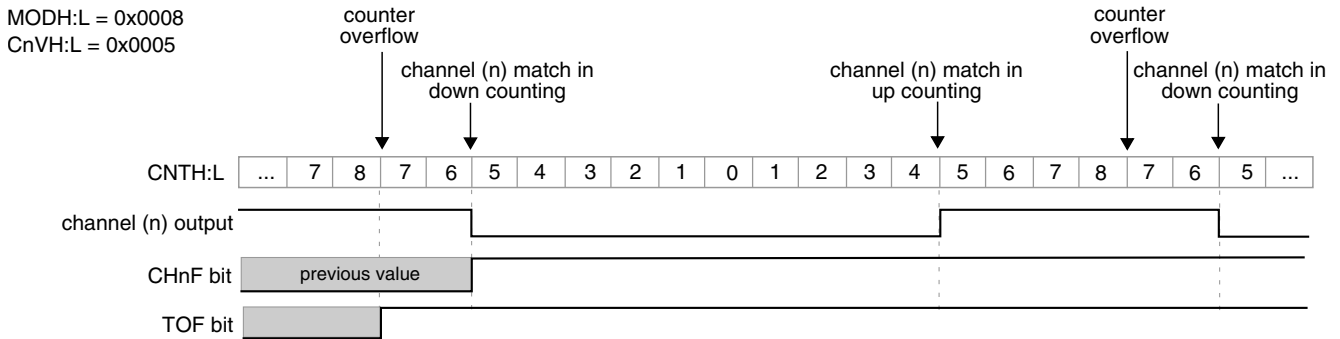 MODH:L = 0x0008
CnVH:L = 0x0005
counter
overflow
channel (n) match in
down counting
channel (n) match in
up counting
counter
overflow
channel (n) match in
down counting
CNTH:L ... 7 8 7 6 5 4 3 2 1 0 1 2 3 4 5 6 7 8 7 6 5 ...
channel (n) output
CHnF bit previous value
TOF bit